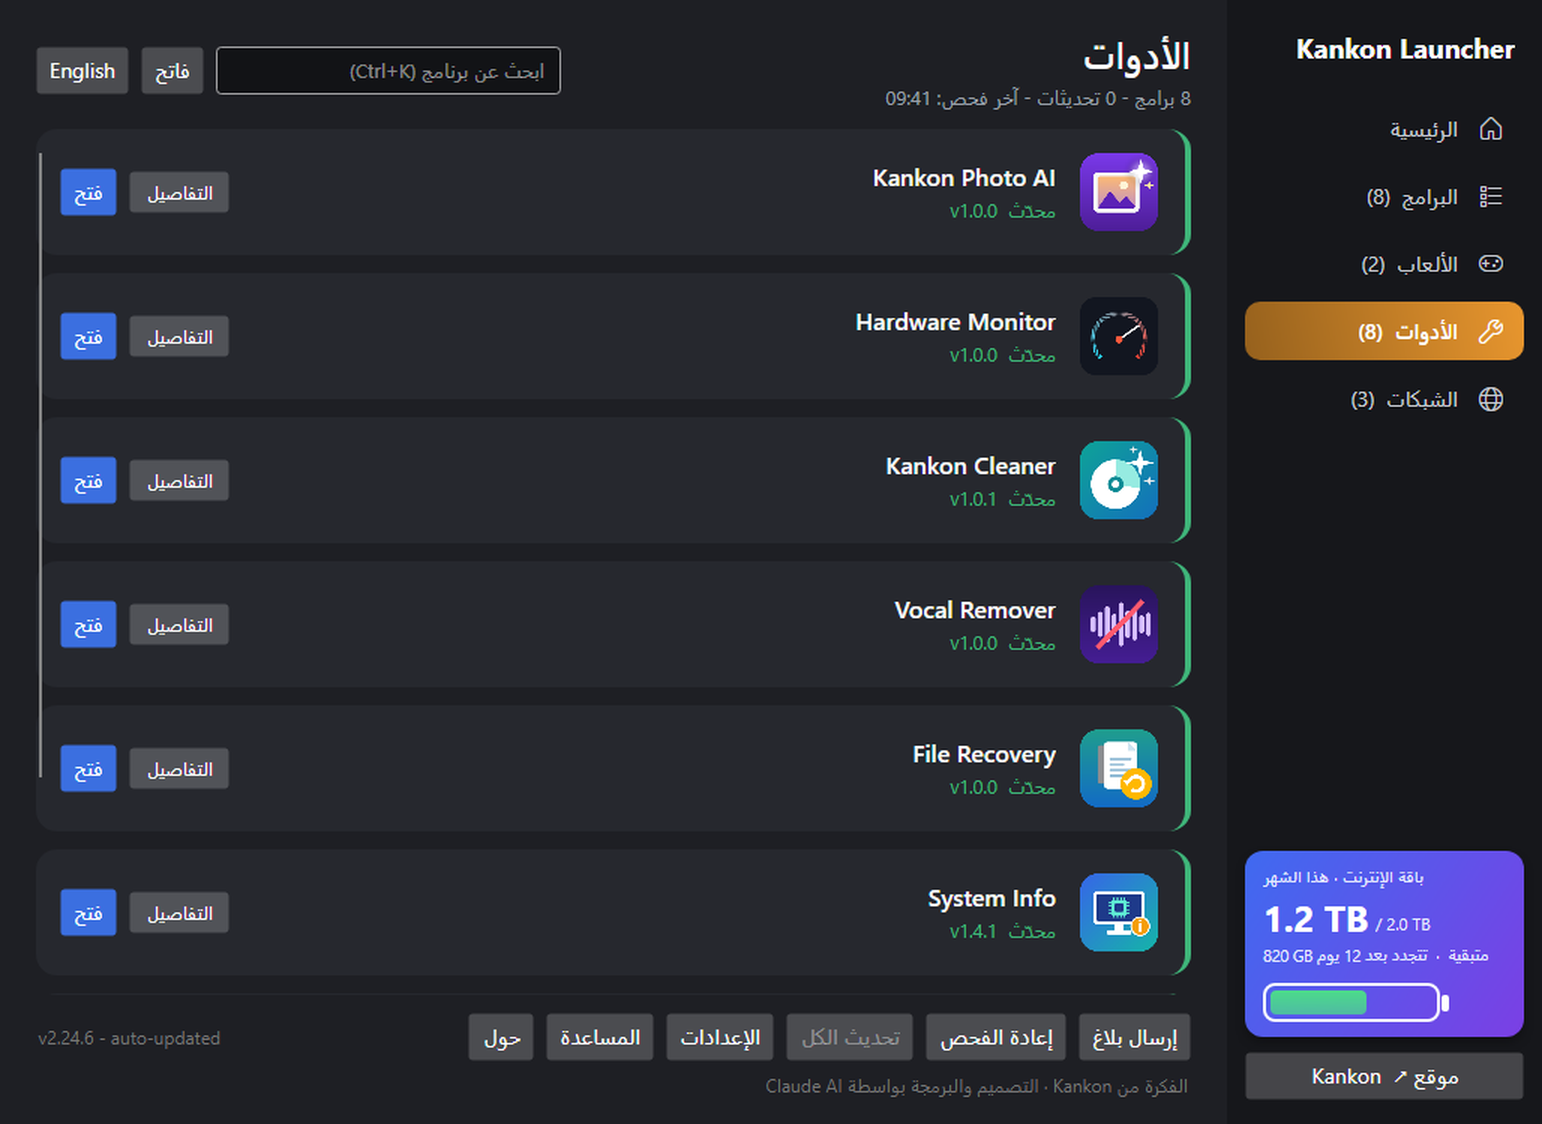 Kankon Launcher
الرئيسية
البرامج (8)
الألعاب (2)
الأدوات (8)
الشبكات (3)
باقة الإنترنت · هذا الشهر
1.2 TB / 2.0 TB
820 GB متبقية · تتجدد بعد 12 يوم
موقع Kankon ↗
الأدوات
8 برامج - 0 تحديثات - آخر فحص: 09:41
ابحث عن برنامج (Ctrl+K)
فاتح
English
Kankon Photo AI
محدّث v1.0.0
التفاصيل
فتح
Hardware Monitor
محدّث v1.0.0
التفاصيل
فتح
Kankon Cleaner
محدّث v1.0.1
التفاصيل
فتح
Vocal Remover
محدّث v1.0.0
التفاصيل
فتح
File Recovery
محدّث v1.0.0
التفاصيل
فتح
System Info
محدّث v1.4.1
التفاصيل
فتح
إرسال بلاغ
إعادة الفحص
تحديث الكل
الإعدادات
المساعدة
حول
v2.24.6 - auto-updated
الفكرة من Kankon · التصميم والبرمجة بواسطة Claude AI